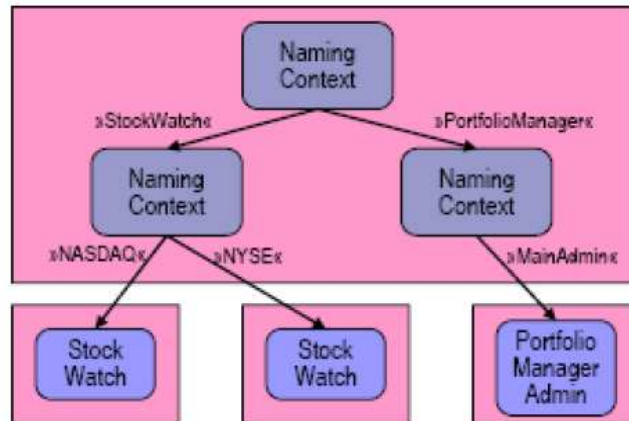 Naming
Context
»StockWatch«
»PortfolioManager«
Naming
Context
Naming
Context
»NASDAQ«
»NYSE«
»MainAdmin«
Stock
Watch
Stock
Watch
Portfolio
Manager
Admin